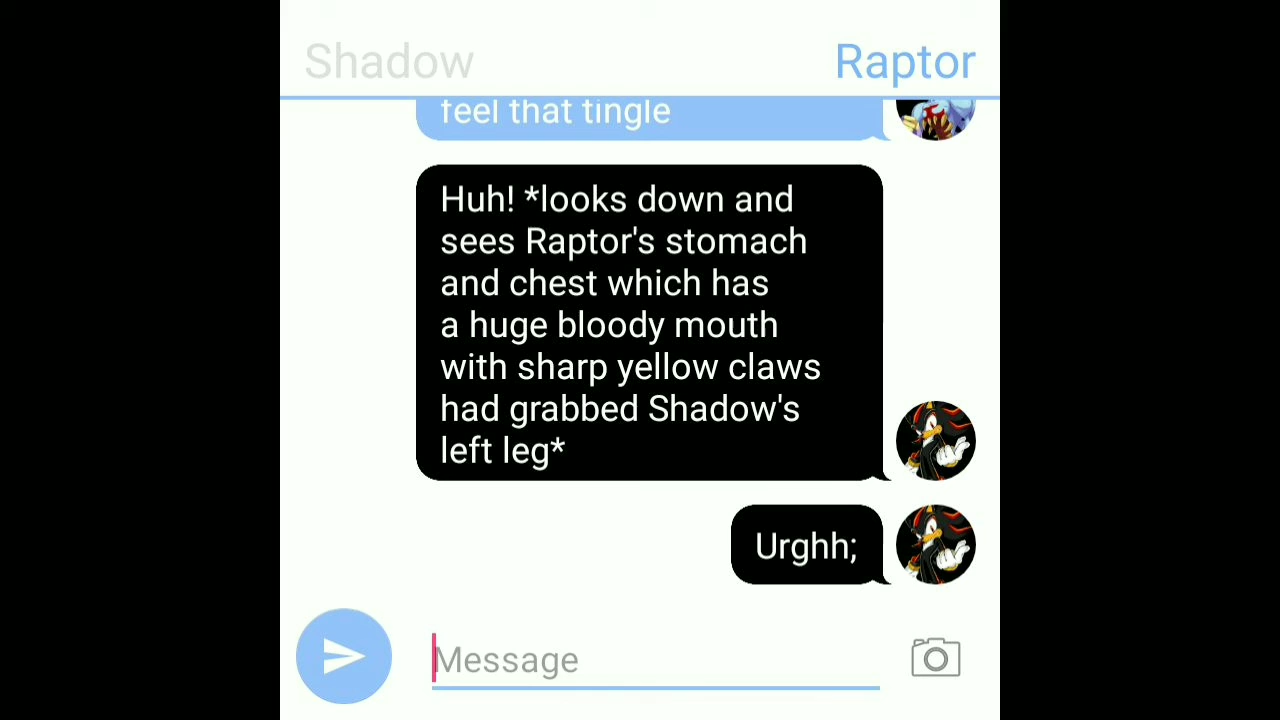 Shadow
Raptor
feel that tingle
Huh! *looks down and
sees Raptor's stomach
and chest which has
a huge bloody mouth
with sharp yellow claws
had grabbed Shadow's
left leg*
Urghh;
Message